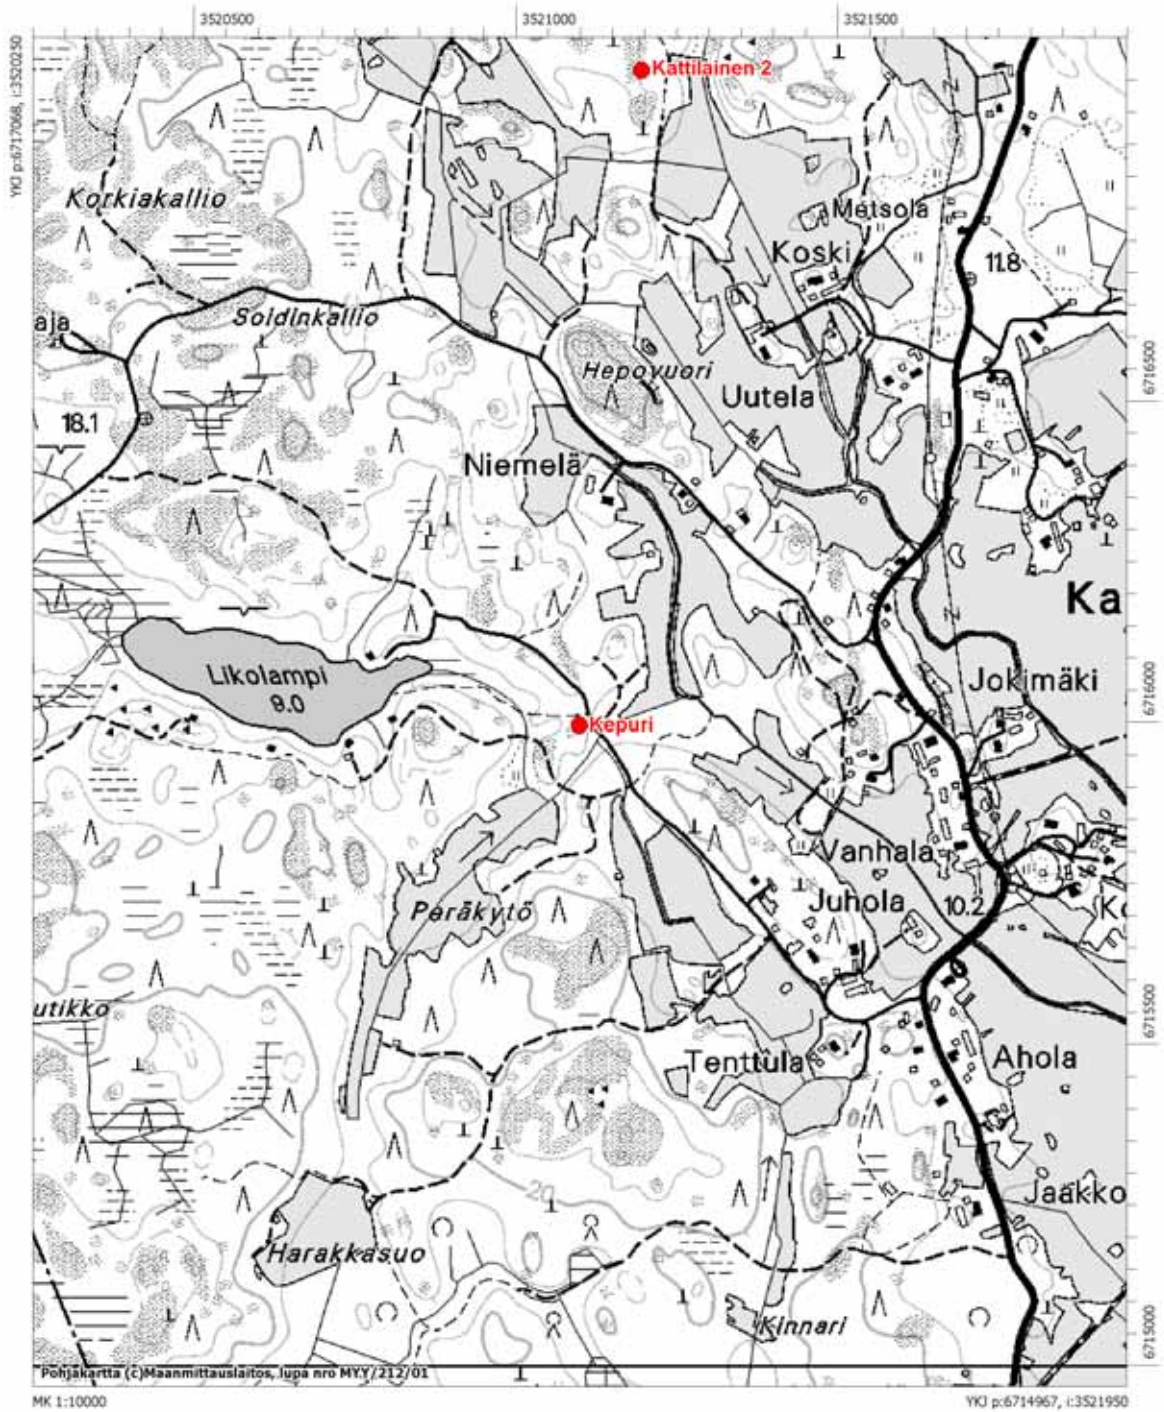 3520500
3521000
3521500
YKJ p:6717068, i:3520250
Kattilainen 2
Korkiakallio
Metsola
Koski
11.8
aja
Soidinkallio
6716500
Hepovuori
Uutela
18.1
Niemelä
Ka
Likolampi
9.0
Jokimäki
6716000
Kepuri
Vanhala
Juhola
10.2
Peräkytö
Kc
utikko
6715500
Tenttula
Ahola
20
Jaakko
Harakkasuo
Kinnari
6715000
Pohjakartta (c)Maanmittauslaitos, lupa nro MYY/212/01
MK 1:10000
YKJ p:6714967, i:3521950